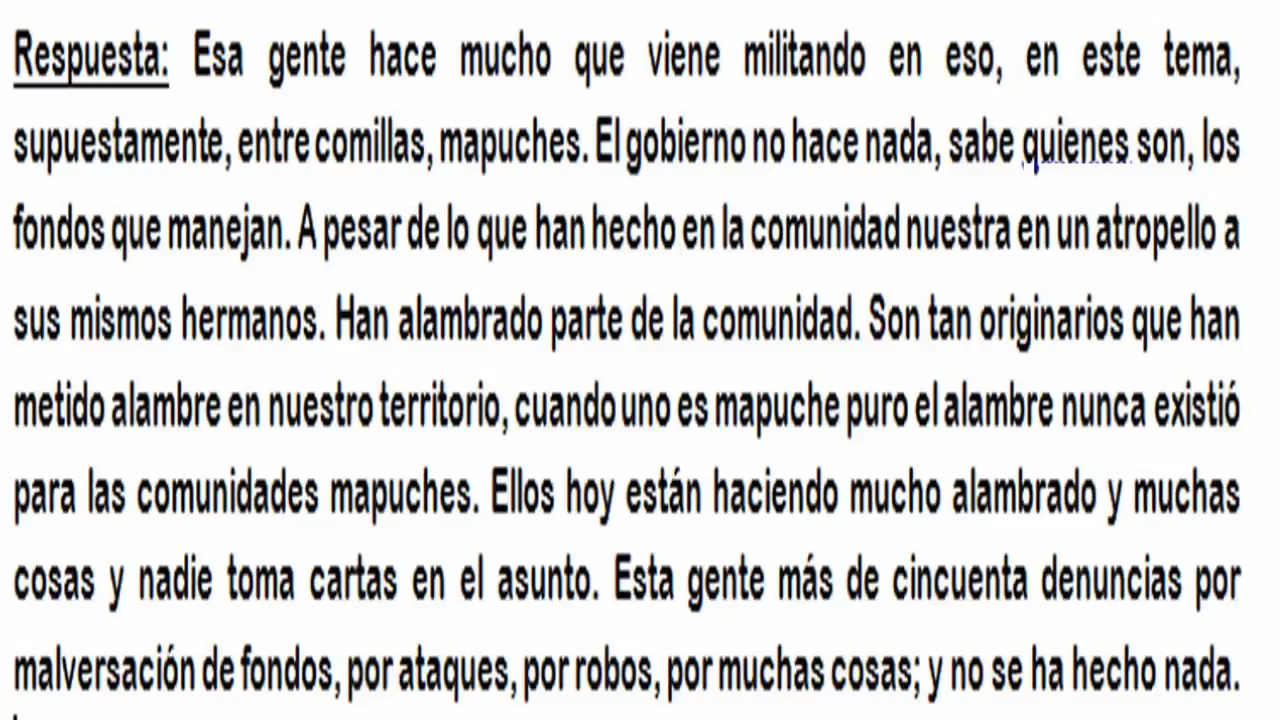 Respuesta: Esa gente hace mucho que viene militando en eso, en este tema,
supuestamente, entre comillas, mapuches. El gobierno no hace nada, sabe quienes son, los
fondos que manejan. A pesar de lo que han hecho en la comunidad nuestra en un atropello a
sus mismos hermanos. Han alambrado parte de la comunidad. Son tan originarios que han
metido alambre en nuestro territorio, cuando uno es mapuche puro el alambre nunca existió
para las comunidades mapuches. Ellos hoy están haciendo mucho alambrado y muchas
cosas y nadie toma cartas en el asunto. Esta gente más de cincuenta denuncias por
malversación de fondos, por ataques, por robos, por muchas cosas; y no se ha hecho nada.